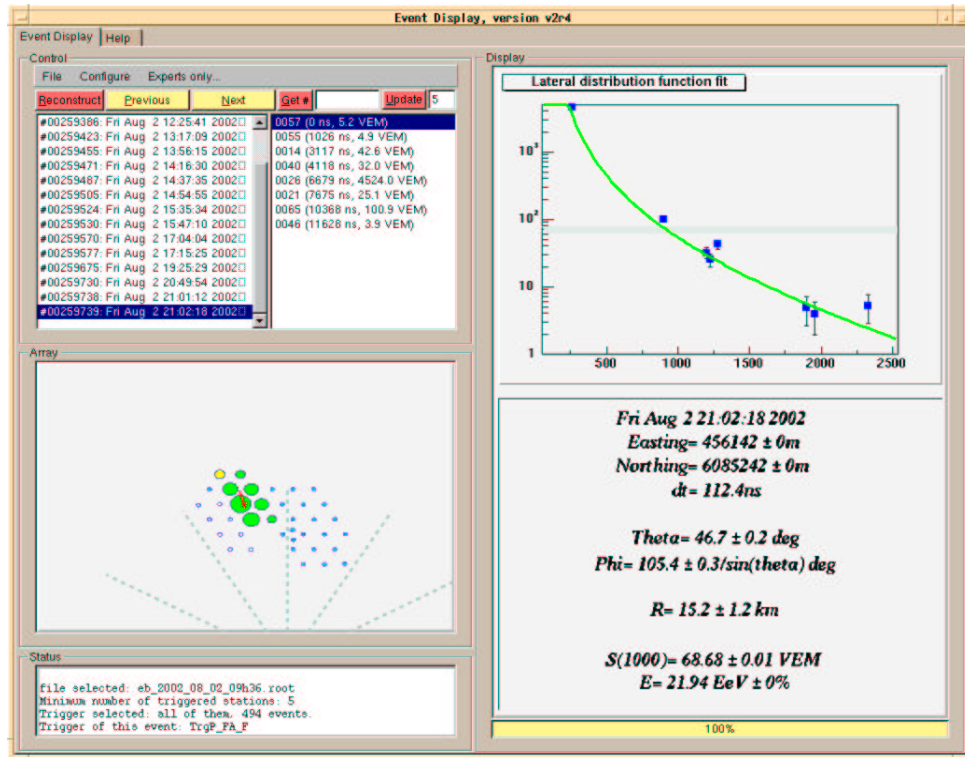 Event Display, version v2r4
Event Display Help
Control
File Configure Experts only...
Reconstruct Previous Next Get # Update 5
#00259386: Fri Aug 2 12:25:41 2002
#00259423: Fri Aug 2 13:17:09 2002
#00259455: Fri Aug 2 13:56:15 2002
#00259471: Fri Aug 2 14:16:30 2002
#00259487: Fri Aug 2 14:37:35 2002
#00259505: Fri Aug 2 14:54:55 2002
#00259524: Fri Aug 2 15:35:34 2002
#00259530: Fri Aug 2 15:47:10 2002
#00259570: Fri Aug 2 17:04:04 2002
#00259577: Fri Aug 2 17:15:25 2002
#00259675: Fri Aug 2 19:25:29 2002
#00259730: Fri Aug 2 20:49:54 2002
#00259738: Fri Aug 2 21:01:12 2002
#00259739: Fri Aug 2 21:02:18 2002
0057 (0 ns, 5.2 VEM)
0055 (1026 ns, 4.9 VEM)
0014 (3117 ns, 42.6 VEM)
0040 (4118 ns, 32.0 VEM)
0026 (6679 ns, 4524.0 VEM)
0021 (7675 ns, 25.1 VEM)
0065 (10368 ns, 100.9 VEM)
0046 (11628 ns, 3.9 VEM)
Array
Status
file selected: eb_2002_08_02_09h36.root
Minimum number of triggered stations: 5
Trigger selected: all of them. 494 events.
Trigger of this event: TrgP_FA_F
Display
Lateral distribution function fit
10³
10²
10
1
500 1000 1500 2000 2500
Fri Aug 2 21:02:18 2002
Easting= 456142 ± 0m
Northing= 6085242 ± 0m
dt= 112.4ns
Theta= 46.7 ± 0.2 deg
Phi= 105.4 ± 0.3/sin(theta) deg
R= 15.2 ± 1.2 km
S(1000)= 68.68 ± 0.01 VEM
E= 21.94 EeV ± 0%
100%